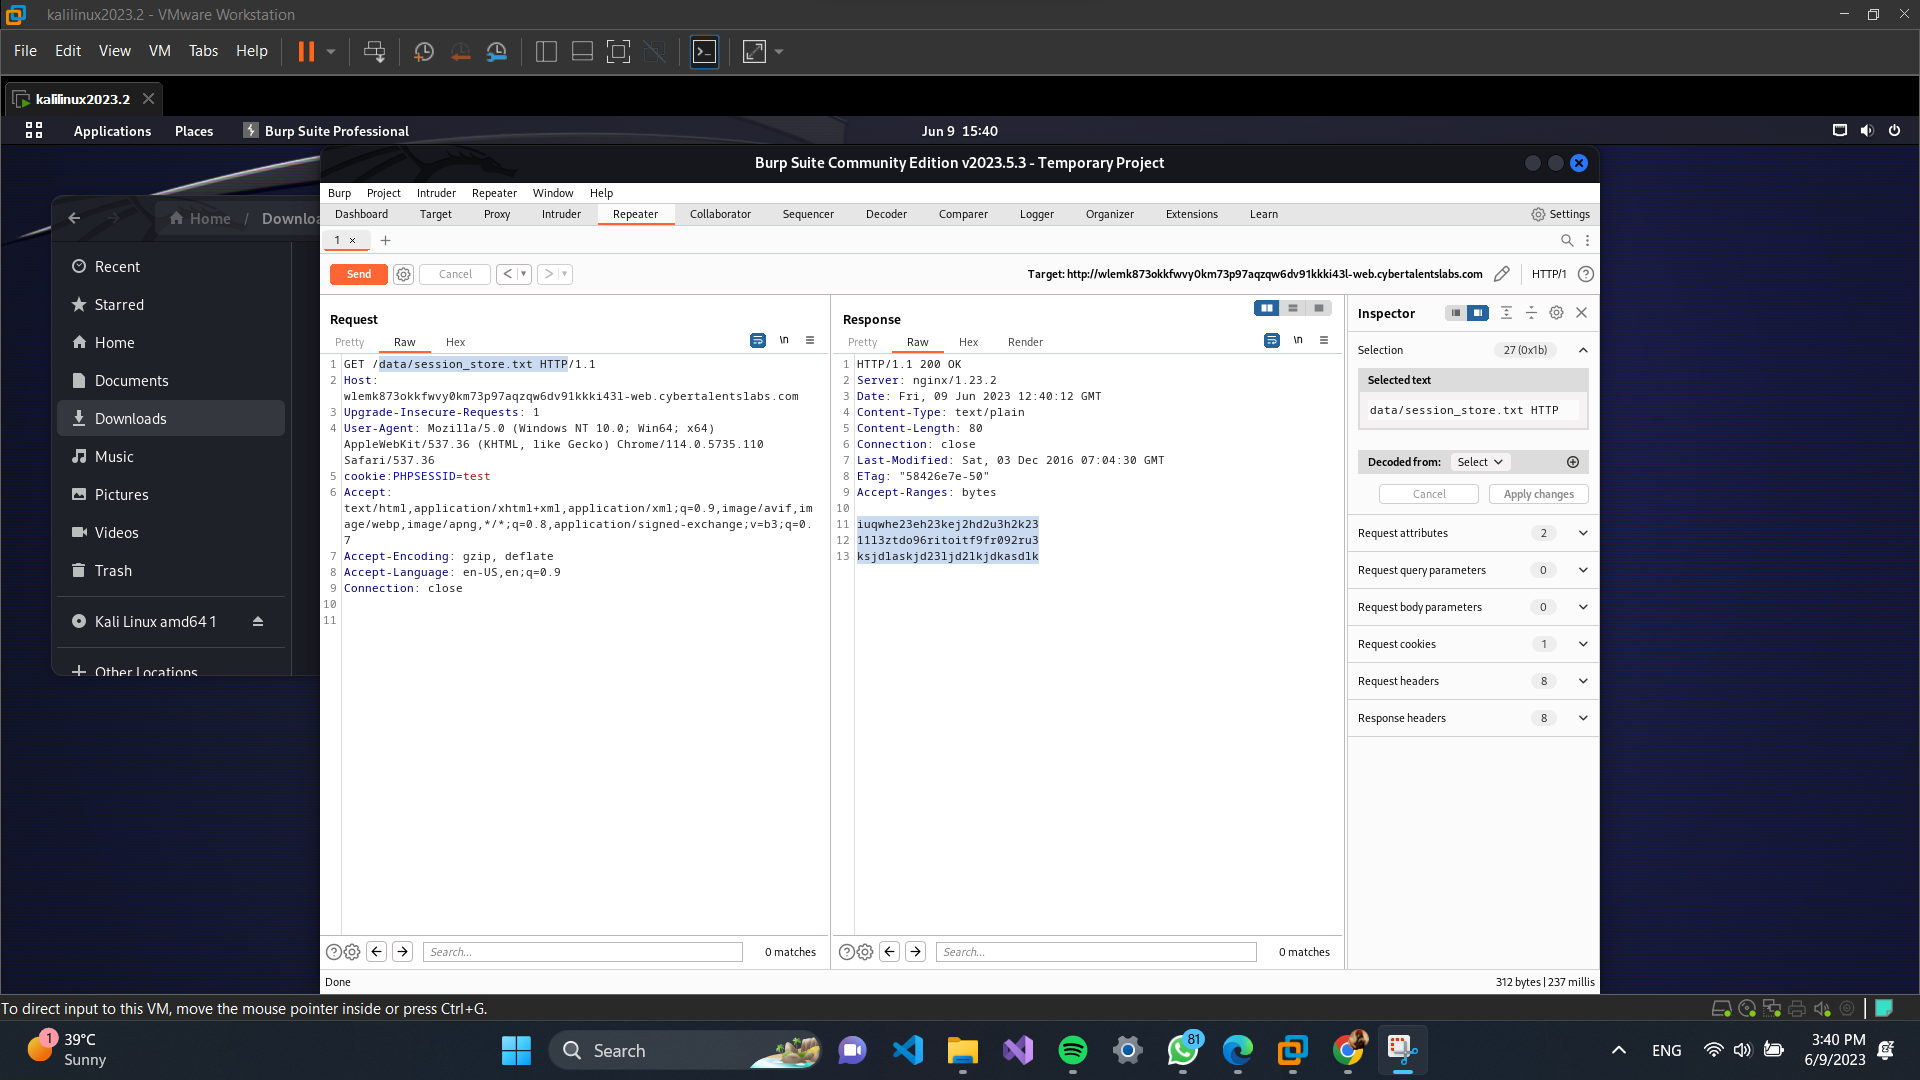 kalilinux2023.2 - VMware Workstation
File Edit View VM Tabs Help
kalilinux2023.2
Applications Places Burp Suite Professional Jun 9 15:40
Burp Suite Community Edition v2023.5.3 - Temporary Project
Burp Project Intruder Repeater Window Help
Dashboard Target Proxy Intruder Repeater Collaborator Sequencer Decoder Comparer Logger Organizer Extensions Learn Settings
1 × +
Send Cancel < > Target: http://wlemk873okkfwvy0km73p97aqzqw6dv91kkki43l-web.cybertalentslabs.com HTTP/1
Home / Downloa
Recent
Starred
Home
Documents
Downloads
Music
Pictures
Videos
Trash
Kali Linux amd64 1
Other Locations
Request
Pretty Raw Hex \n
1 GET /data/session_store.txt HTTP/1.1
2 Host:
wlemk873okkfwvy0km73p97aqzqw6dv91kkki43l-web.cybertalentslabs.com
3 Upgrade-Insecure-Requests: 1
4 User-Agent: Mozilla/5.0 (Windows NT 10.0; Win64; x64)
AppleWebKit/537.36 (KHTML, like Gecko) Chrome/114.0.5735.110
Safari/537.36
5 cookie:PHPSESSID=test
6 Accept:
text/html,application/xhtml+xml,application/xml;q=0.9,image/avif,im
age/webp,image/apng,*/*;q=0.8,application/signed-exchange;v=b3;q=0.
7
7 Accept-Encoding: gzip, deflate
8 Accept-Language: en-US,en;q=0.9
9 Connection: close
10
11
Search... 0 matches
Response
Pretty Raw Hex Render \n
1 HTTP/1.1 200 OK
2 Server: nginx/1.23.2
3 Date: Fri, 09 Jun 2023 12:40:12 GMT
4 Content-Type: text/plain
5 Content-Length: 80
6 Connection: close
7 Last-Modified: Sat, 03 Dec 2016 07:04:30 GMT
8 ETag: "58426e7e-50"
9 Accept-Ranges: bytes
10
11 iuqwhe23eh23kej2hd2u3h2k23
12 11l3ztdo96ritoitf9fr092ru3
13 ksjdlaskjd23ljd2lkjdkasdlk
Search... 0 matches
Inspector
Selection 27 (0x1b)
Selected text
data/session_store.txt HTTP
Decoded from: Select
Cancel Apply changes
Request attributes 2
Request query parameters 0
Request body parameters 0
Request cookies 1
Request headers 8
Response headers 8
Done 312 bytes | 237 millis
To direct input to this VM, move the mouse pointer inside or press Ctrl+G.
1 39°C
Sunny
Search
81
ENG
3:40 PM
6/9/2023